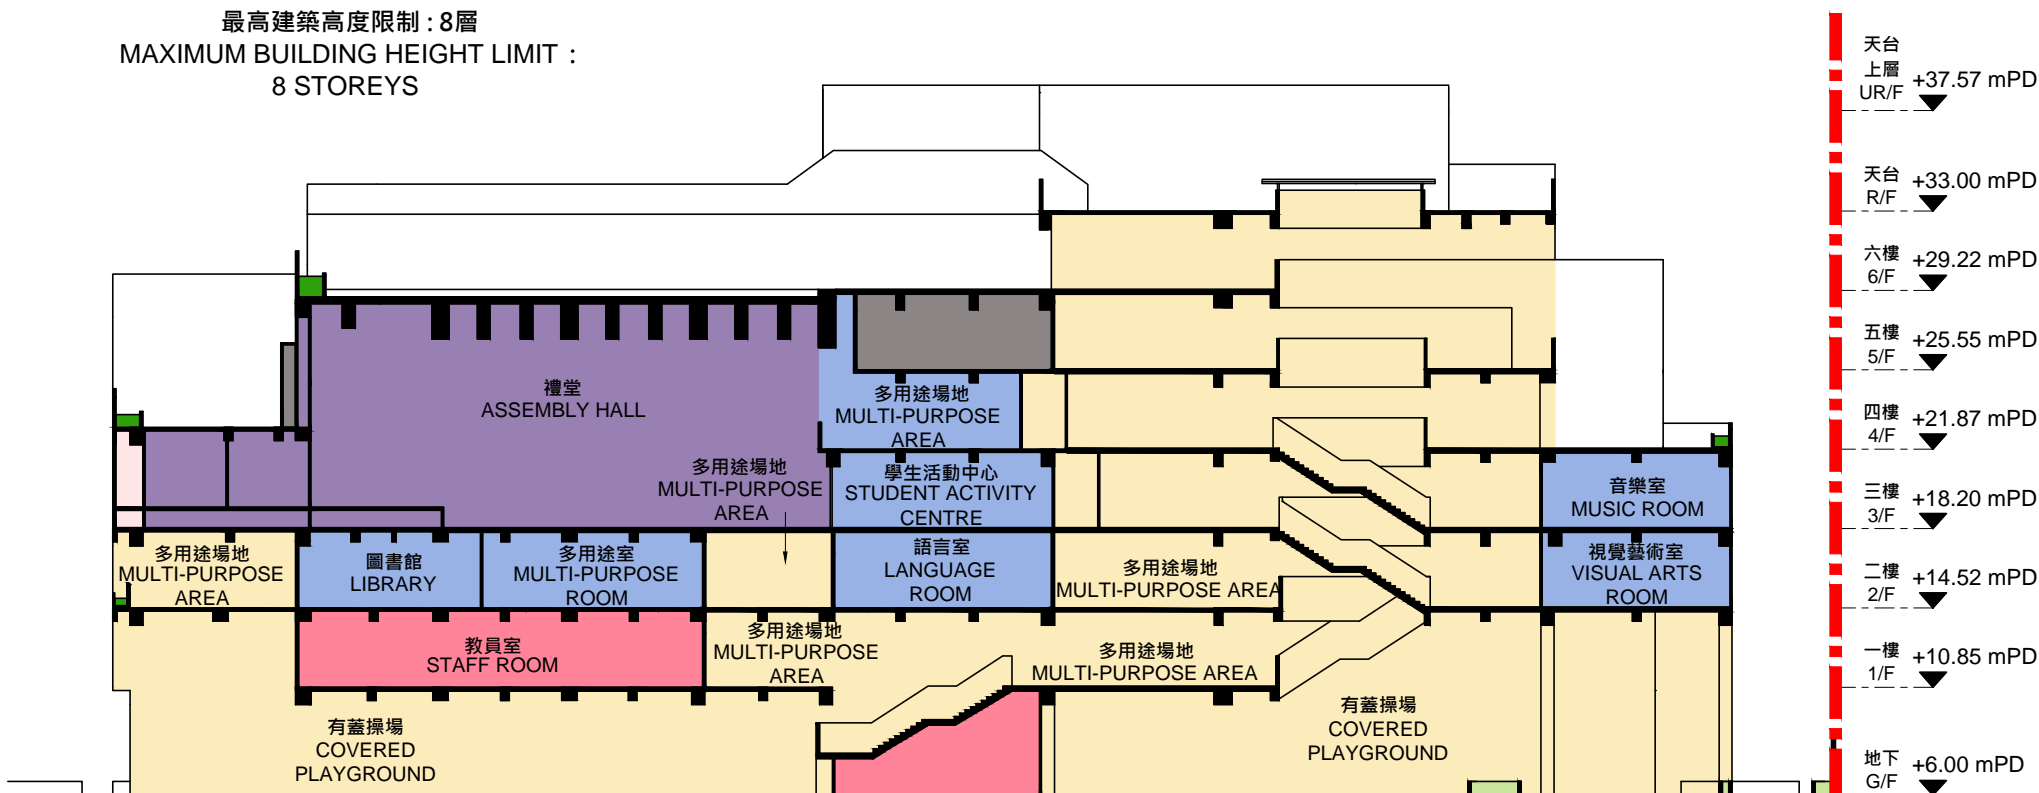 最高建築高度限制 : 8層
MAXIMUM BUILDING HEIGHT LIMIT :
8 STOREYS
天台
上層
UR/F
+37.57 mPD
天台
R/F
+33.00 mPD
六樓
6/F
+29.22 mPD
五樓
5/F
+25.55 mPD
四樓
4/F
+21.87 mPD
三樓
3/F
+18.20 mPD
二樓
2/F
+14.52 mPD
一樓
1/F
+10.85 mPD
地下
G/F
+6.00 mPD
禮堂
ASSEMBLY HALL
多用途場地
MULTI-PURPOSE
AREA
多用途場地
MULTI-PURPOSE
AREA
學生活動中心
STUDENT ACTIVITY
CENTRE
音樂室
MUSIC ROOM
多用途場地
MULTI-PURPOSE
AREA
圖書館
LIBRARY
多用途室
MULTI-PURPOSE
ROOM
語言室
LANGUAGE
ROOM
多用途場地
MULTI-PURPOSE AREA
視覺藝術室
VISUAL ARTS
ROOM
教員室
STAFF ROOM
多用途場地
MULTI-PURPOSE
AREA
多用途場地
MULTI-PURPOSE AREA
有蓋操場
COVERED
PLAYGROUND
有蓋操場
COVERED
PLAYGROUND